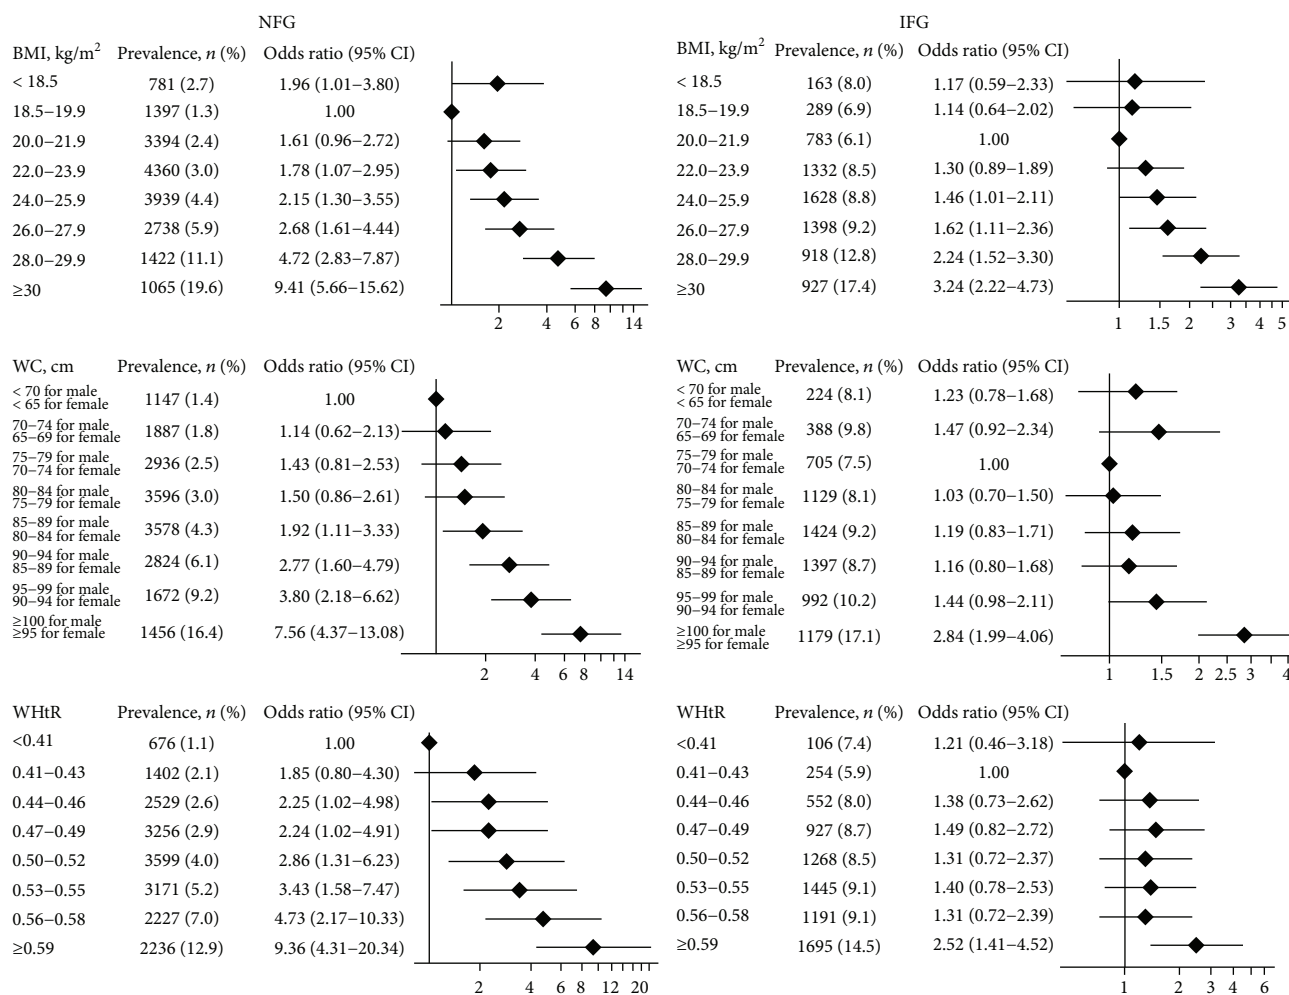 NFG
BMI, kg/m² Prevalence, n (%) Odds ratio (95% CI)
< 18.5 781 (2.7) 1.96 (1.01−3.80)
18.5−19.9 1397 (1.3) 1.00
20.0−21.9 3394 (2.4) 1.61 (0.96−2.72)
22.0−23.9 4360 (3.0) 1.78 (1.07−2.95)
24.0−25.9 3939 (4.4) 2.15 (1.30−3.55)
26.0−27.9 2738 (5.9) 2.68 (1.61−4.44)
28.0−29.9 1422 (11.1) 4.72 (2.83−7.87)
≥30 1065 (19.6) 9.41 (5.66−15.62)
2 4 6 8 14
WC, cm Prevalence, n (%) Odds ratio (95% CI)
< 70 for male
< 65 for female 1147 (1.4) 1.00
70−74 for male
65−69 for female 1887 (1.8) 1.14 (0.62−2.13)
75−79 for male
70−74 for female 2936 (2.5) 1.43 (0.81−2.53)
80−84 for male
75−79 for female 3596 (3.0) 1.50 (0.86−2.61)
85−89 for male
80−84 for female 3578 (4.3) 1.92 (1.11−3.33)
90−94 for male
85−89 for female 2824 (6.1) 2.77 (1.60−4.79)
95−99 for male
90−94 for female 1672 (9.2) 3.80 (2.18−6.62)
≥100 for male
≥95 for female 1456 (16.4) 7.56 (4.37−13.08)
2 4 6 8 14
WHtR Prevalence, n (%) Odds ratio (95% CI)
<0.41 676 (1.1) 1.00
0.41−0.43 1402 (2.1) 1.85 (0.80−4.30)
0.44−0.46 2529 (2.6) 2.25 (1.02−4.98)
0.47−0.49 3256 (2.9) 2.24 (1.02−4.91)
0.50−0.52 3599 (4.0) 2.86 (1.31−6.23)
0.53−0.55 3171 (5.2) 3.43 (1.58−7.47)
0.56−0.58 2227 (7.0) 4.73 (2.17−10.33)
≥0.59 2236 (12.9) 9.36 (4.31−20.34)
2 4 6 8 12 20
IFG
BMI, kg/m² Prevalence, n (%) Odds ratio (95% CI)
< 18.5 163 (8.0) 1.17 (0.59−2.33)
18.5−19.9 289 (6.9) 1.14 (0.64−2.02)
20.0−21.9 783 (6.1) 1.00
22.0−23.9 1332 (8.5) 1.30 (0.89−1.89)
24.0−25.9 1628 (8.8) 1.46 (1.01−2.11)
26.0−27.9 1398 (9.2) 1.62 (1.11−2.36)
28.0−29.9 918 (12.8) 2.24 (1.52−3.30)
≥30 927 (17.4) 3.24 (2.22−4.73)
1 1.5 2 3 4 5
WC, cm Prevalence, n (%) Odds ratio (95% CI)
< 70 for male
< 65 for female 224 (8.1) 1.23 (0.78−1.68)
70−74 for male
65−69 for female 388 (9.8) 1.47 (0.92−2.34)
75−79 for male
70−74 for female 705 (7.5) 1.00
80−84 for male
75−79 for female 1129 (8.1) 1.03 (0.70−1.50)
85−89 for male
80−84 for female 1424 (9.2) 1.19 (0.83−1.71)
90−94 for male
85−89 for female 1397 (8.7) 1.16 (0.80−1.68)
95−99 for male
90−94 for female 992 (10.2) 1.44 (0.98−2.11)
≥100 for male
≥95 for female 1179 (17.1) 2.84 (1.99−4.06)
1 1.5 2 2.5 3 4
WHtR Prevalence, n (%) Odds ratio (95% CI)
<0.41 106 (7.4) 1.21 (0.46−3.18)
0.41−0.43 254 (5.9) 1.00
0.44−0.46 552 (8.0) 1.38 (0.73−2.62)
0.47−0.49 927 (8.7) 1.49 (0.82−2.72)
0.50−0.52 1268 (8.5) 1.31 (0.72−2.37)
0.53−0.55 1445 (9.1) 1.40 (0.78−2.53)
0.56−0.58 1191 (9.1) 1.31 (0.72−2.39)
≥0.59 1695 (14.5) 2.52 (1.41−4.52)
1 2 3 4 6